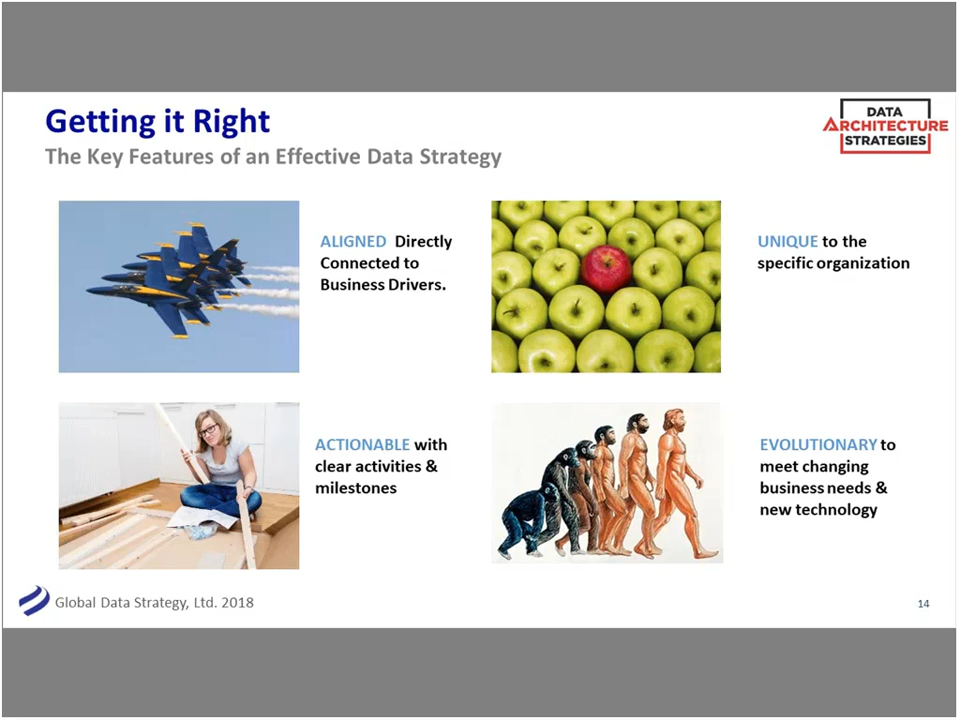 Getting it Right
The Key Features of an Effective Data Strategy
DATA
ARCHITECTURE
STRATEGIES
ALIGNED Directly
Connected to
Business Drivers.
UNIQUE to the
specific organization
ACTIONABLE with
clear activities &
milestones
EVOLUTIONARY to
meet changing
business needs &
new technology
Global Data Strategy, Ltd. 2018
14